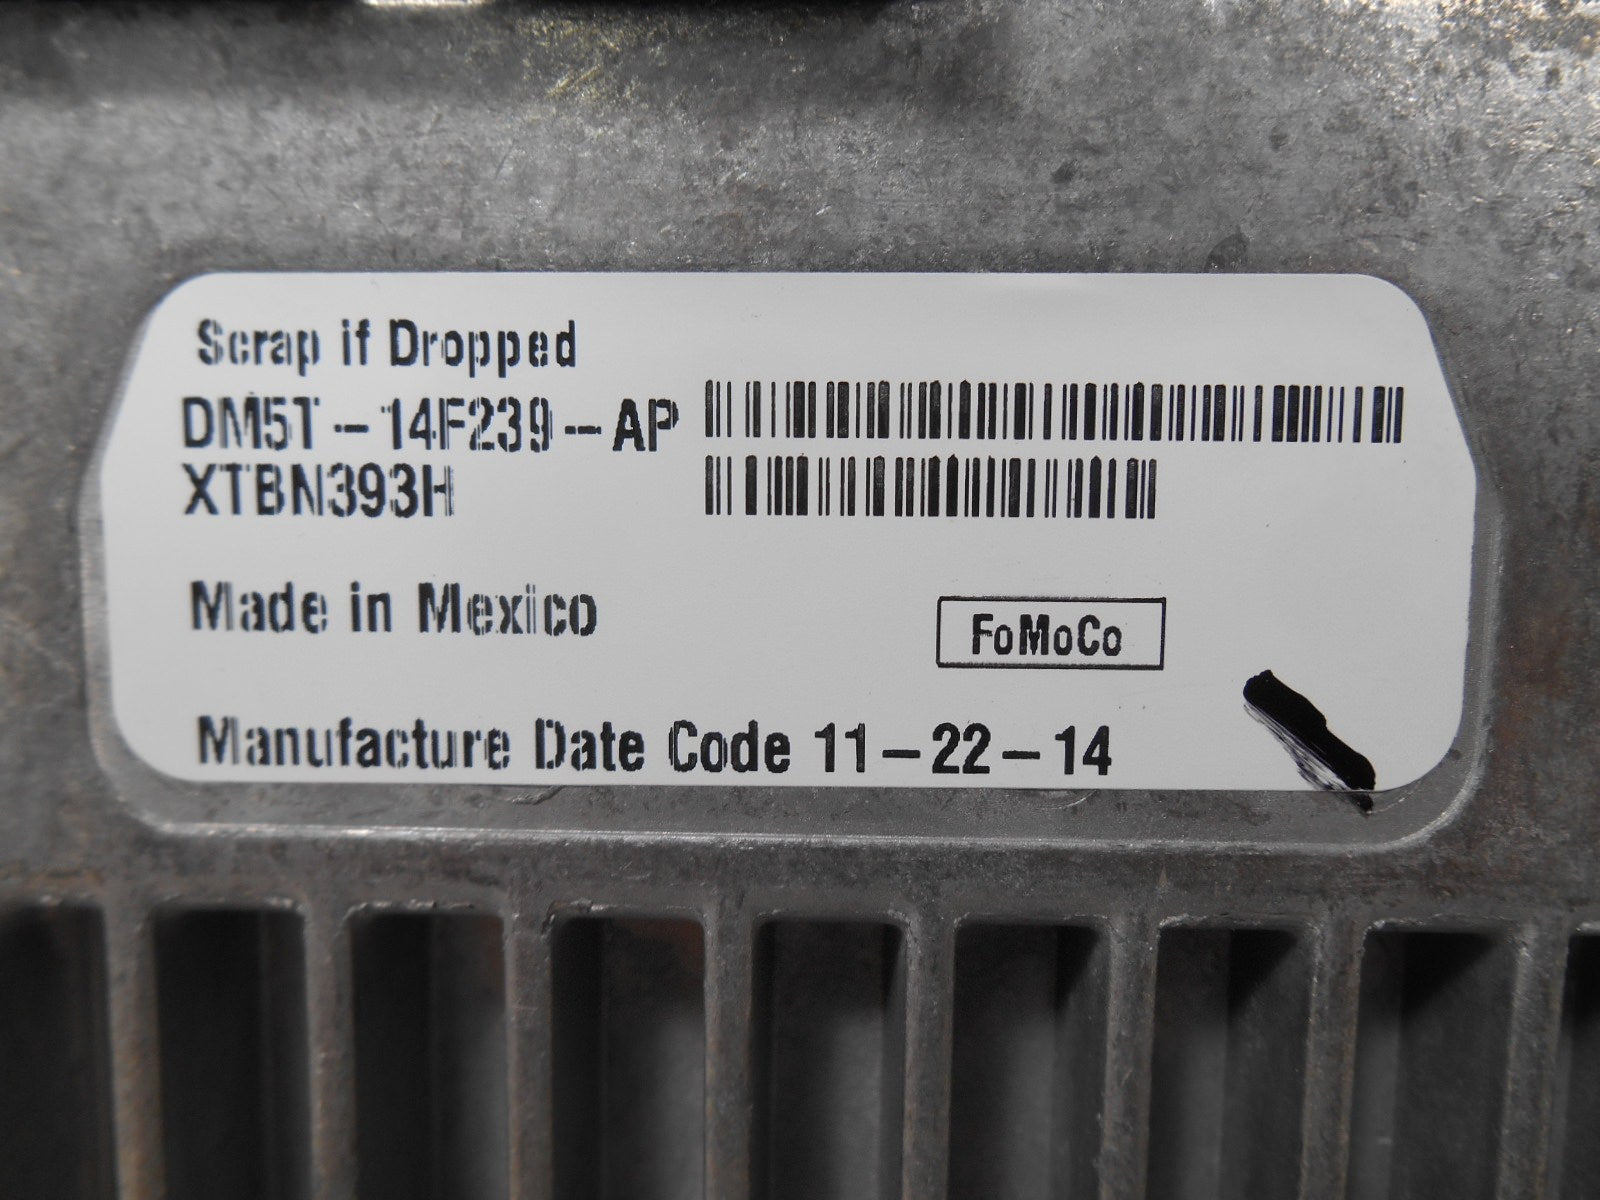 Scrap if Dropped
DM5T-14F239-AP
XTBN393H
Made in Mexico
FoMoCo
Manufacture Date Code 11-22-14